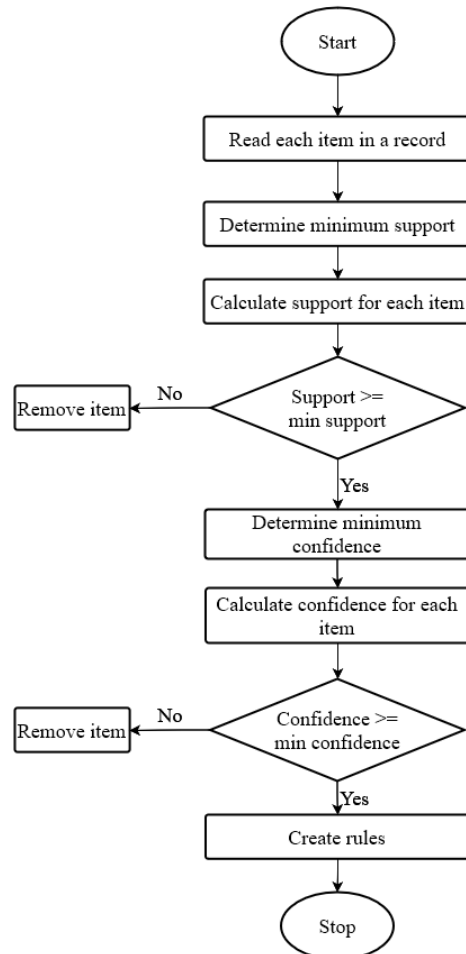 Start
Read each item in a record
Determine minimum support
Calculate support for each item
No
Remove item
Support >=
min support
Yes
Determine minimum
confidence
Calculate confidence for each
item
No
Remove item
Confidence >=
min confidence
Yes
Create rules
Stop